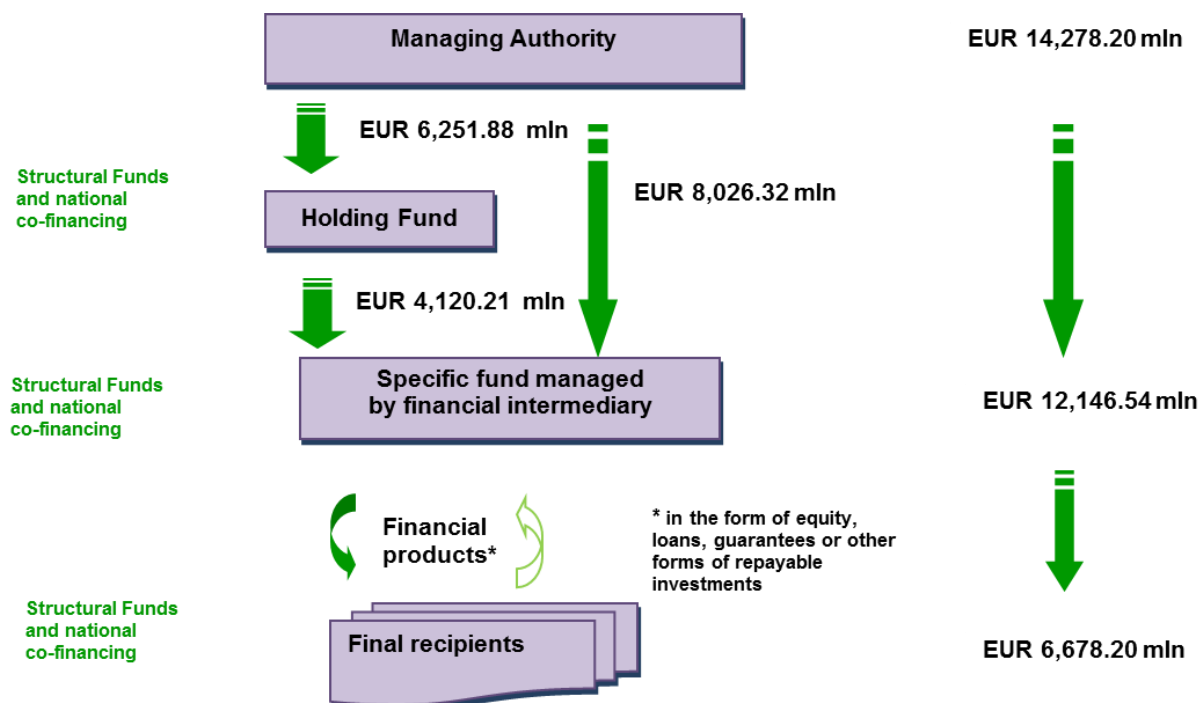 Managing Authority
EUR 14,278.20 mln
EUR 6,251.88 mln
Structural Funds
and national
co-financing
EUR 8,026.32 mln
Holding Fund
EUR 4,120.21 mln
Structural Funds
and national
co-financing
Specific fund managed
by financial intermediary
EUR 12,146.54 mln
Financial
products*
* in the form of equity,
loans, guarantees or other
forms of repayable
investments
Structural Funds
and national
co-financing
Final recipients
EUR 6,678.20 mln